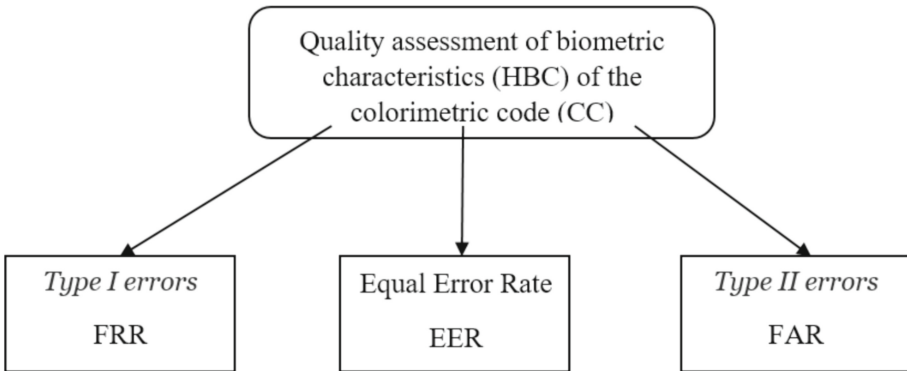 Quality assessment of biometric
characteristics (HBC) of the
colorimetric code (CC)
Type I errors
FRR
Equal Error Rate
EER
Type II errors
FAR